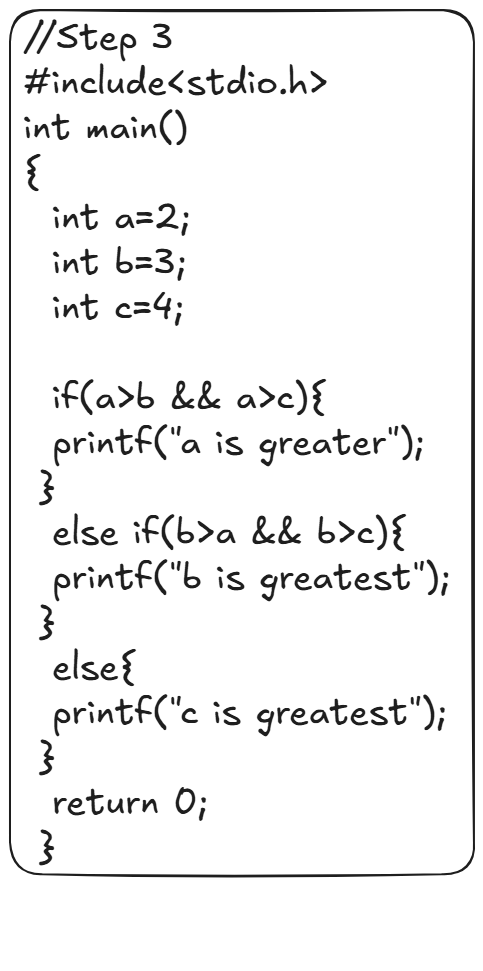 //Step 3
#include<stdio.h>
int main()
{
int a=2;
int b=3;
int c=4;
if(a>b && a>c){
printf("a is greater");
}
else if(b>a && b>c){
printf("b is greatest");
}
else{
printf("c is greatest");
}
return 0;
}